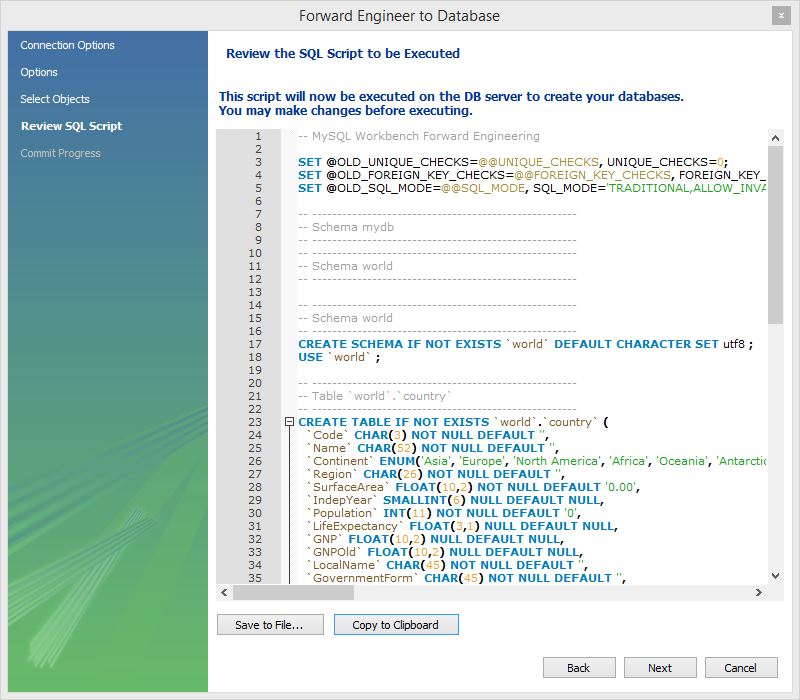 Forward Engineer to Database
x
Connection Options
Options
Select Objects
Review SQL Script
Commit Progress
Review the SQL Script to be Executed
This script will now be executed on the DB server to create your databases.
You may make changes before executing.
1 -- MySQL Workbench Forward Engineering
2
3 SET @OLD_UNIQUE_CHECKS=@@UNIQUE_CHECKS, UNIQUE_CHECKS=0;
4 SET @OLD_FOREIGN_KEY_CHECKS=@@FOREIGN_KEY_CHECKS, FOREIGN_KEY_
5 SET @OLD_SQL_MODE=@@SQL_MODE, SQL_MODE='TRADITIONAL,ALLOW_INVA
6
7 -- -----------------------------------------------------
8 -- Schema mydb
9 -- -----------------------------------------------------
10 -- -----------------------------------------------------
11 -- Schema world
12 -- -----------------------------------------------------
13
14 -- -----------------------------------------------------
15 -- Schema world
16 -- -----------------------------------------------------
17 CREATE SCHEMA IF NOT EXISTS `world` DEFAULT CHARACTER SET utf8 ;
18 USE `world` ;
19
20 -- -----------------------------------------------------
21 -- Table `world`.`country`
22 -- -----------------------------------------------------
23 CREATE TABLE IF NOT EXISTS `world`.`country` (
24 `Code` CHAR(3) NOT NULL DEFAULT '',
25 `Name` CHAR(52) NOT NULL DEFAULT '',
26 `Continent` ENUM('Asia', 'Europe', 'North America', 'Africa', 'Oceania', 'Antarctic
27 `Region` CHAR(26) NOT NULL DEFAULT '',
28 `SurfaceArea` FLOAT(10,2) NOT NULL DEFAULT '0.00',
29 `IndepYear` SMALLINT(6) NULL DEFAULT NULL,
30 `Population` INT(11) NOT NULL DEFAULT '0',
31 `LifeExpectancy` FLOAT(3,1) NULL DEFAULT NULL,
32 `GNP` FLOAT(10,2) NULL DEFAULT NULL,
33 `GNPOld` FLOAT(10,2) NULL DEFAULT NULL,
34 `LocalName` CHAR(45) NOT NULL DEFAULT '',
35 `GovernmentForm` CHAR(45) NOT NULL DEFAULT '',
Save to File...
Copy to Clipboard
Back
Next
Cancel